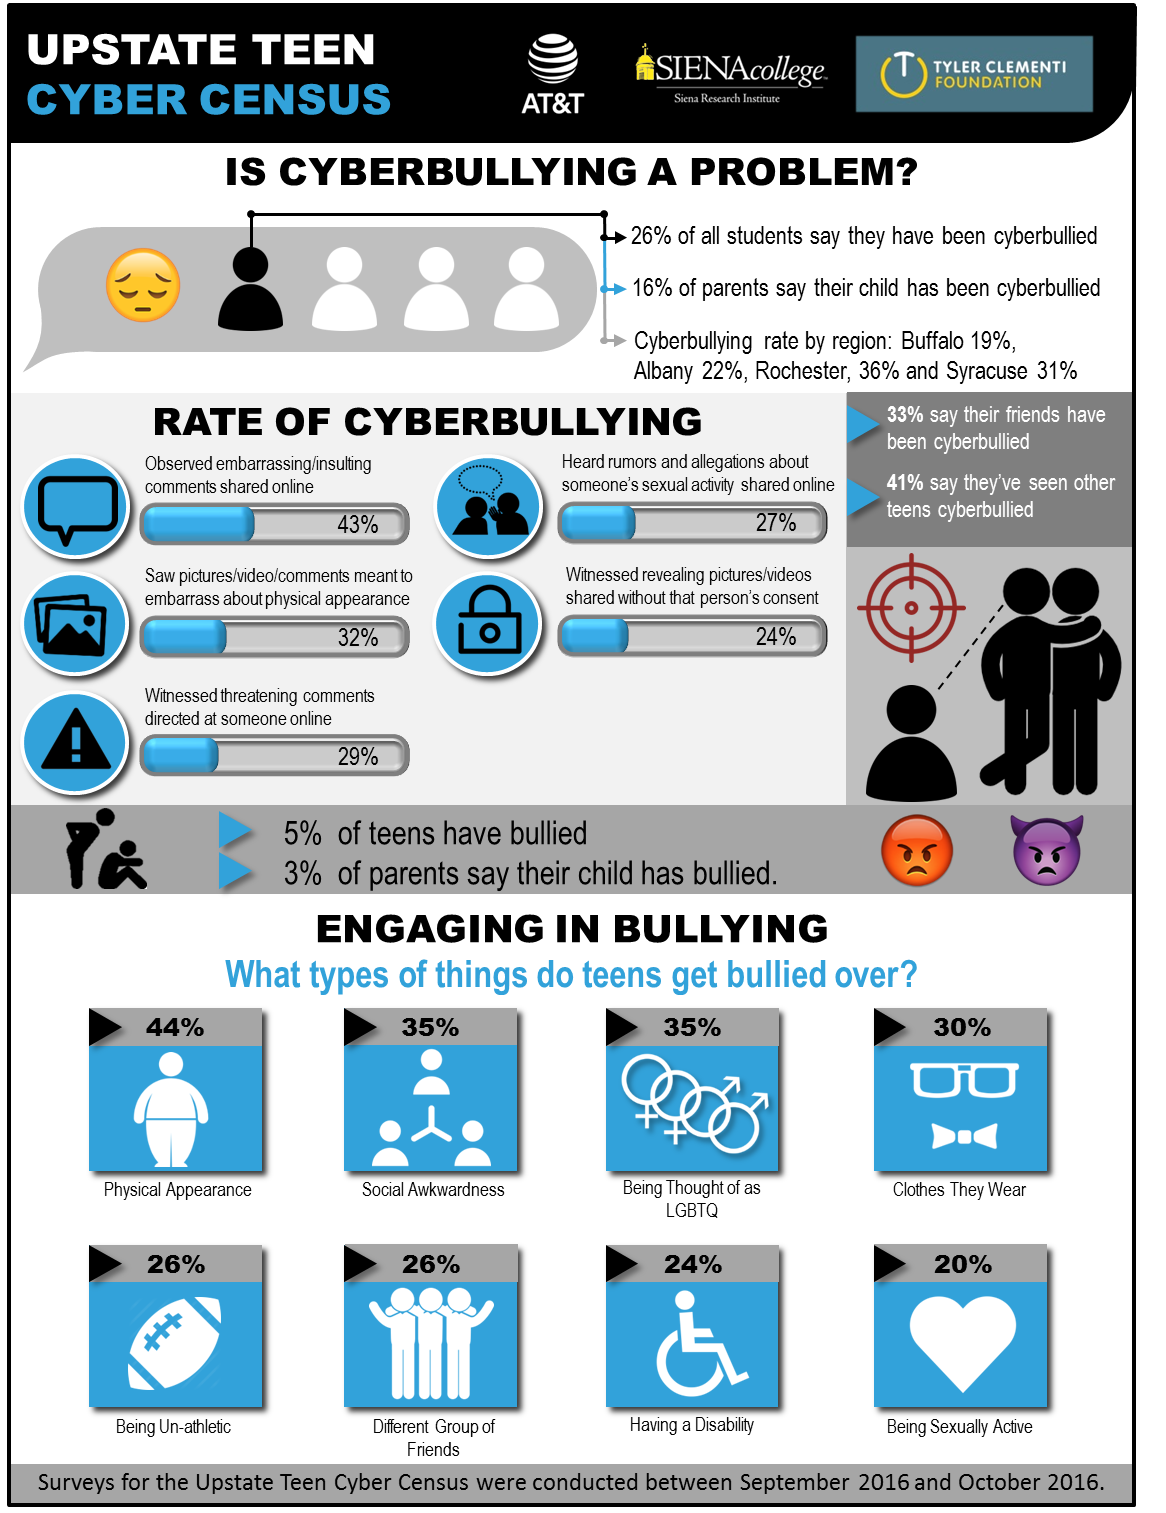 UPSTATE TEEN
CYBER CENSUS
AT&T
SIENAcollege
Siena Research Institute
TYLER CLEMENTI
FOUNDATION
IS CYBERBULLYING A PROBLEM?
26% of all students say they have been cyberbullied
16% of parents say their child has been cyberbullied
Cyberbullying rate by region: Buffalo 19%,
Albany 22%, Rochester, 36% and Syracuse 31%
RATE OF CYBERBULLYING
Observed embarrassing/insulting
comments shared online
43%
Heard rumors and allegations about
someone's sexual activity shared online
27%
Saw pictures/video/comments meant to
embarrass about physical appearance
32%
Witnessed revealing pictures/videos
shared without that person's consent
24%
Witnessed threatening comments
directed at someone online
29%
33% say their friends have
been cyberbullied
41% say they've seen other
teens cyberbullied
5% of teens have bullied
3% of parents say their child has bullied.
ENGAGING IN BULLYING
What types of things do teens get bullied over?
44%
Physical Appearance
35%
Social Awkwardness
35%
Being Thought of as
LGBTQ
30%
Clothes They Wear
26%
Being Un-athletic
26%
Different Group of
Friends
24%
Having a Disability
20%
Being Sexually Active
Surveys for the Upstate Teen Cyber Census were conducted between September 2016 and October 2016.